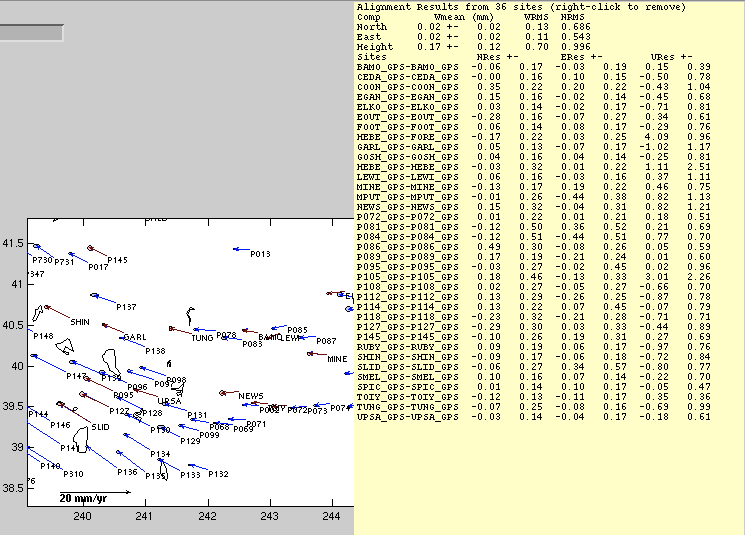 Alignment Results from 36 sites (right-click to remove)
Comp Wmean (mm) WRMS NRMS
North 0.02 +- 0.02 0.13 0.686
East 0.02 +- 0.02 0.11 0.543
Height 0.17 +- 0.12 0.70 0.996
Sites NRes +- ERes +- URes +-
BAMO_GPS-BAMO_GPS -0.06 0.17 -0.03 0.19 0.15 0.39
CEDA_GPS-CEDA_GPS -0.00 0.16 0.10 0.15 -0.50 0.78
COON_GPS-COON_GPS 0.35 0.22 0.20 0.22 -0.43 1.04
EGAN_GPS-EGAN_GPS 0.15 0.16 -0.02 0.14 -0.45 0.68
ELKO_GPS-ELKO_GPS 0.03 0.14 -0.02 0.17 -0.71 0.81
EOUT_GPS-EOUT_GPS -0.28 0.16 -0.07 0.27 0.34 0.61
FOOT_GPS-FOOT_GPS 0.06 0.14 0.08 0.17 -0.29 0.76
HEBE_GPS-FORE_GPS -0.17 0.22 0.03 0.25 4.09 0.96
GARL_GPS-GARL_GPS 0.05 0.13 -0.07 0.17 -1.02 1.17
GOSH_GPS-GOSH_GPS 0.04 0.16 0.04 0.14 -0.25 0.81
HEBE_GPS-HEBE_GPS -0.03 0.32 0.01 0.22 1.11 2.51
LEWI_GPS-LEWI_GPS 0.06 0.16 -0.03 0.16 0.37 1.11
MINE_GPS-MINE_GPS -0.13 0.17 0.19 0.22 0.46 0.75
MPUT_GPS-MPUT_GPS -0.01 0.26 -0.44 0.38 0.82 1.13
NEWS_GPS-NEWS_GPS 0.15 0.32 -0.04 0.31 0.82 1.21
P072_GPS-P072_GPS 0.01 0.22 0.01 0.21 0.18 0.51
P081_GPS-P081_GPS -0.12 0.50 0.36 0.52 0.21 0.69
P084_GPS-P084_GPS -0.12 0.51 -0.44 0.51 0.77 0.70
P086_GPS-P086_GPS 0.49 0.30 -0.08 0.26 0.05 0.59
P089_GPS-P089_GPS 0.17 0.19 -0.21 0.24 0.01 0.60
P095_GPS-P095_GPS -0.03 0.27 -0.02 0.45 0.02 0.96
P105_GPS-P105_GPS 0.18 0.46 -0.13 0.33 3.01 2.26
P108_GPS-P108_GPS 0.02 0.27 0.05 0.27 -0.66 0.70
P112_GPS-P112_GPS 0.13 0.29 -0.26 0.25 -0.87 0.78
P114_GPS-P114_GPS 0.13 0.22 0.07 0.45 -0.07 0.79
P118_GPS-P118_GPS -0.23 0.32 -0.21 0.28 0.71 0.71
P127_GPS-P127_GPS -0.29 0.30 0.03 0.33 -0.44 0.89
P145_GPS-P145_GPS -0.10 0.26 0.19 0.31 0.27 0.69
RUBY_GPS-RUBY_GPS 0.09 0.19 0.06 0.17 -0.97 0.76
SHIN_GPS-SHIN_GPS -0.09 0.17 -0.06 0.18 -0.72 0.84
SLID_GPS-SLID_GPS -0.06 0.27 0.34 0.57 -0.80 0.77
SMEL_GPS-SMEL_GPS 0.10 0.16 0.07 0.14 -0.22 0.70
SPIC_GPS-SPIC_GPS 0.01 0.14 0.10 0.17 0.05 0.47
TOIY_GPS-TOIY_GPS -0.12 0.13 -0.11 0.17 0.35 0.36
TUNG_GPS-TUNG_GPS -0.07 0.25 -0.08 0.16 -0.69 0.99
UPSA_GPS-UPSA_GPS -0.03 0.14 -0.04 0.17 -0.18 0.61
41.5
P013
P730 P731 P017 P145
P347
41
P137
40.5
SHIN
P148 GARL TUNG P078 P083 P085 P087
P138
MINE
40
P147 P139 P098
P096
NEWS
39.5
UPSA
P144 P127 P128 P131 P072 P073 P074
P146 SLID P130 P068 P069 P071
P129 P099
39
P141 P134
P140 P310 P136 P135 P133 P132
38.5
20 mm/yr
240 241 242 243 244